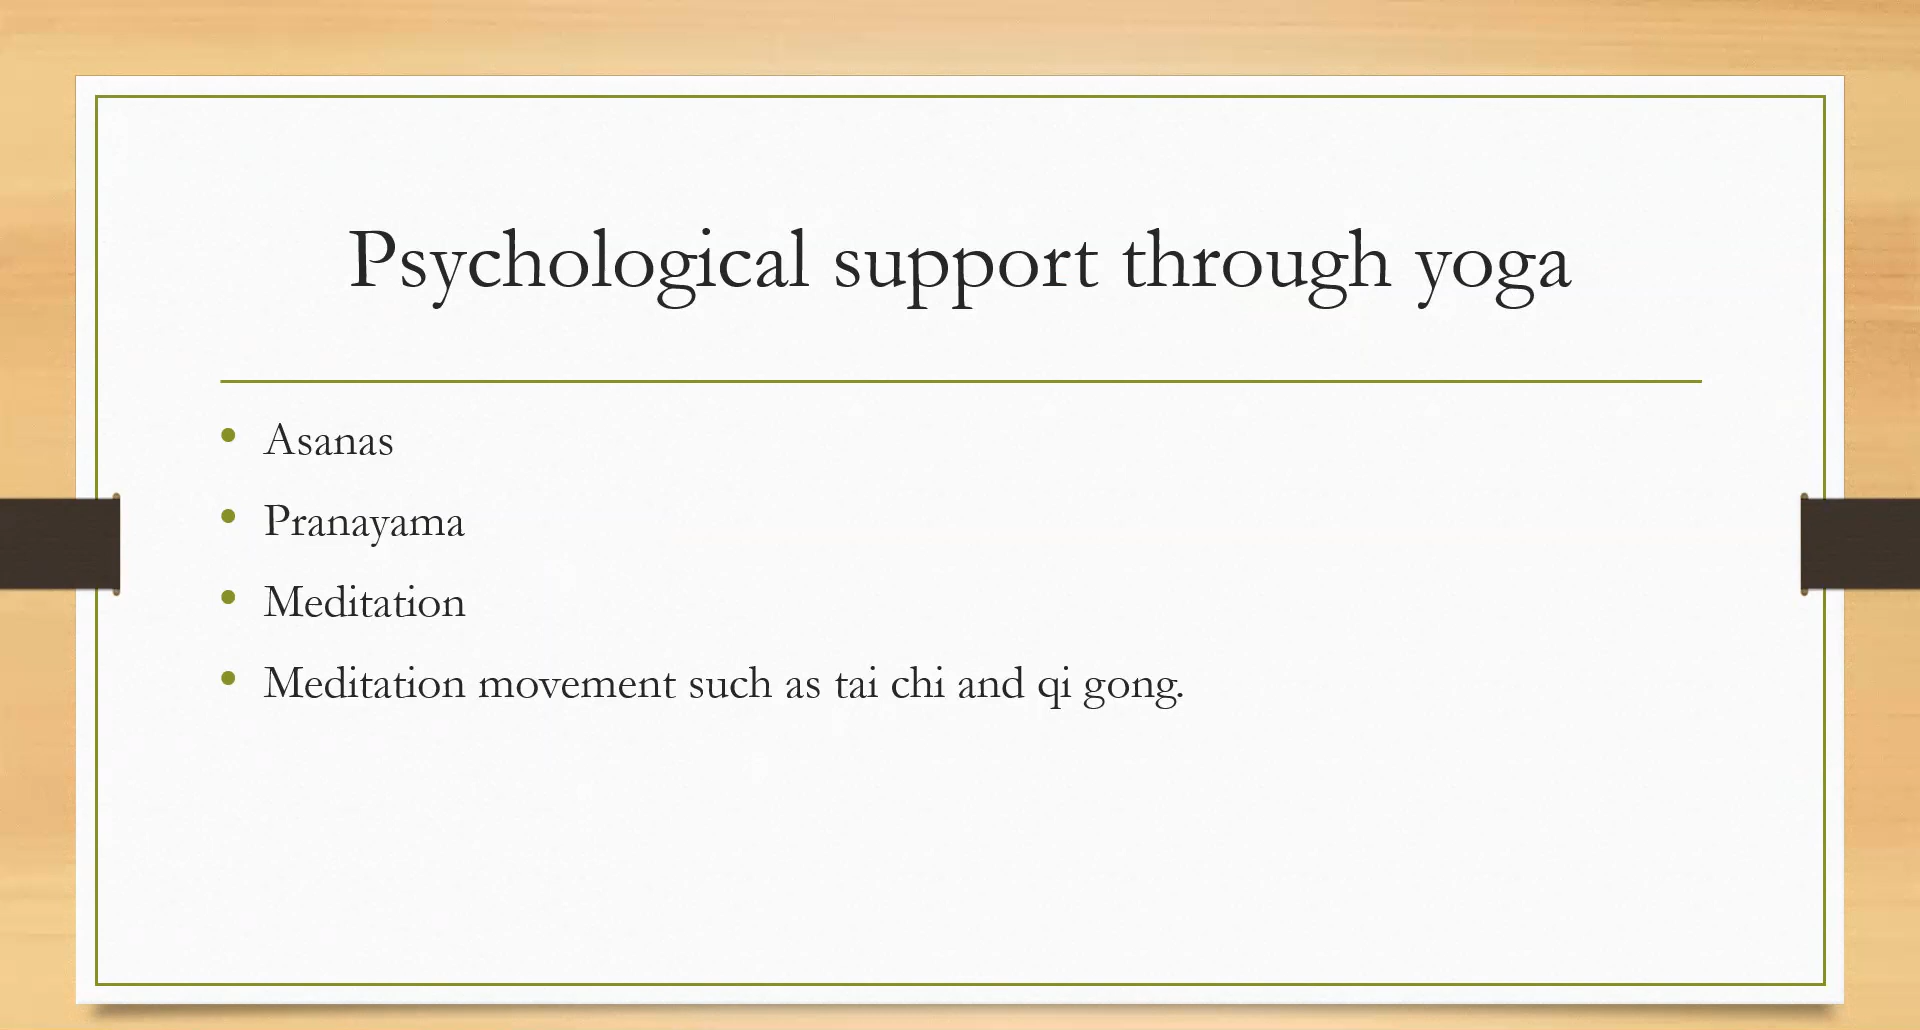 Psychological support through yoga
• Asanas
• Pranayama
• Meditation
• Meditation movement such as tai chi and qi gong.